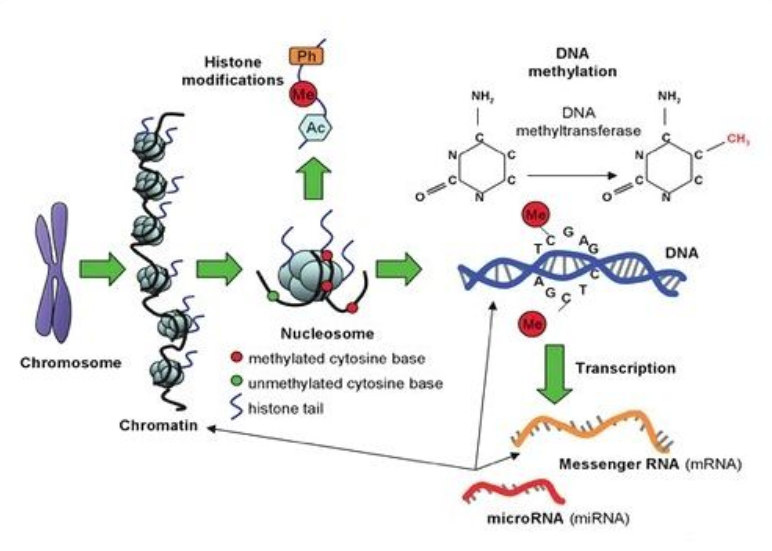 Histone
modifications
Ph
Me
Ac
DNA
methylation
DNA
methyltransferase
NH₂
C
N
C
C
C
N
O
NH₂
C
N
C
CH₃
C
C
N
O
Me
T C G A G
C
A G C T
Me
DNA
Chromosome
Chromatin
Nucleosome
methylated cytosine base
unmethylated cytosine base
histone tail
Transcription
Messenger RNA (mRNA)
microRNA (miRNA)